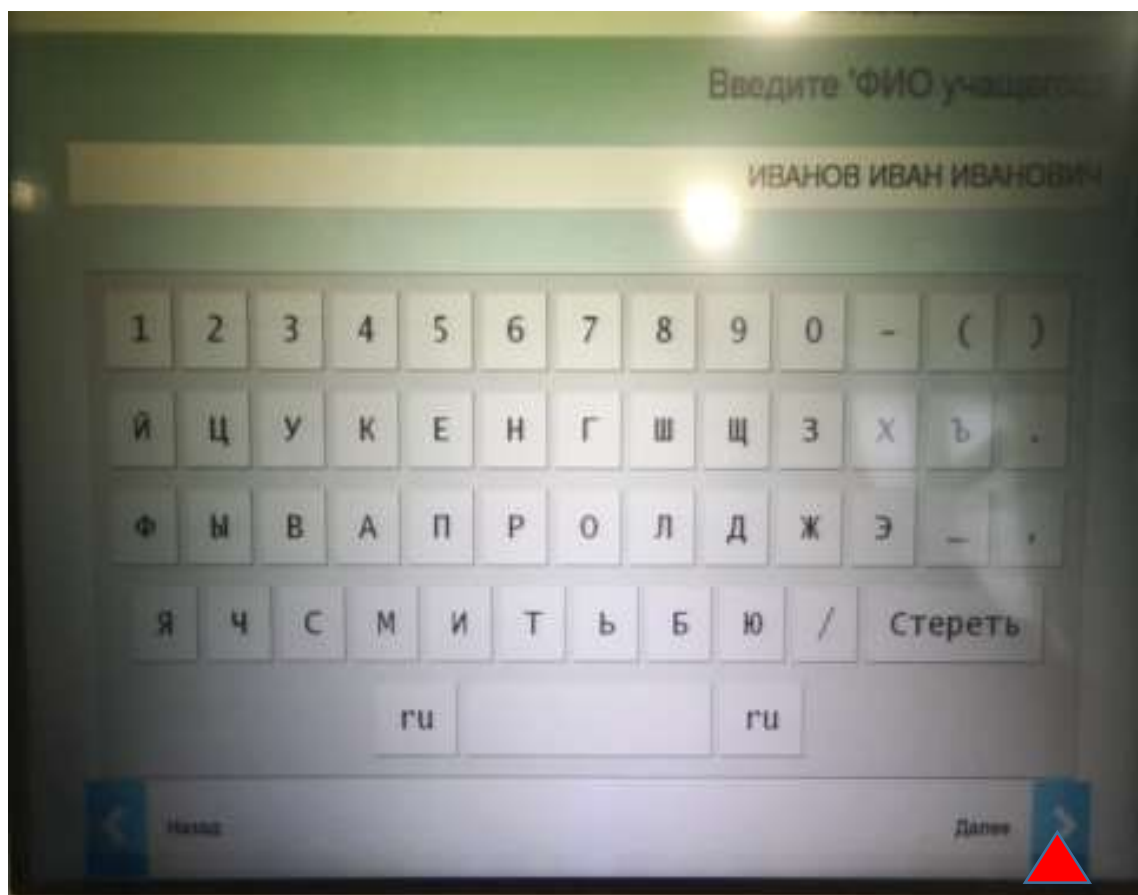 Введите 'ФИО учащегося'
ИВАНОВ ИВАН ИВАНОВИЧ
1 2 3 4 5 6 7 8 9 0 - ( )
Й Ц У К Е Н Г Ш Щ З Х Ъ .
Ф Ы В А П Р О Л Д Ж Э _ ,
Я Ч С М И Т Ь Б Ю / Стереть
ru ru
Назад Далее